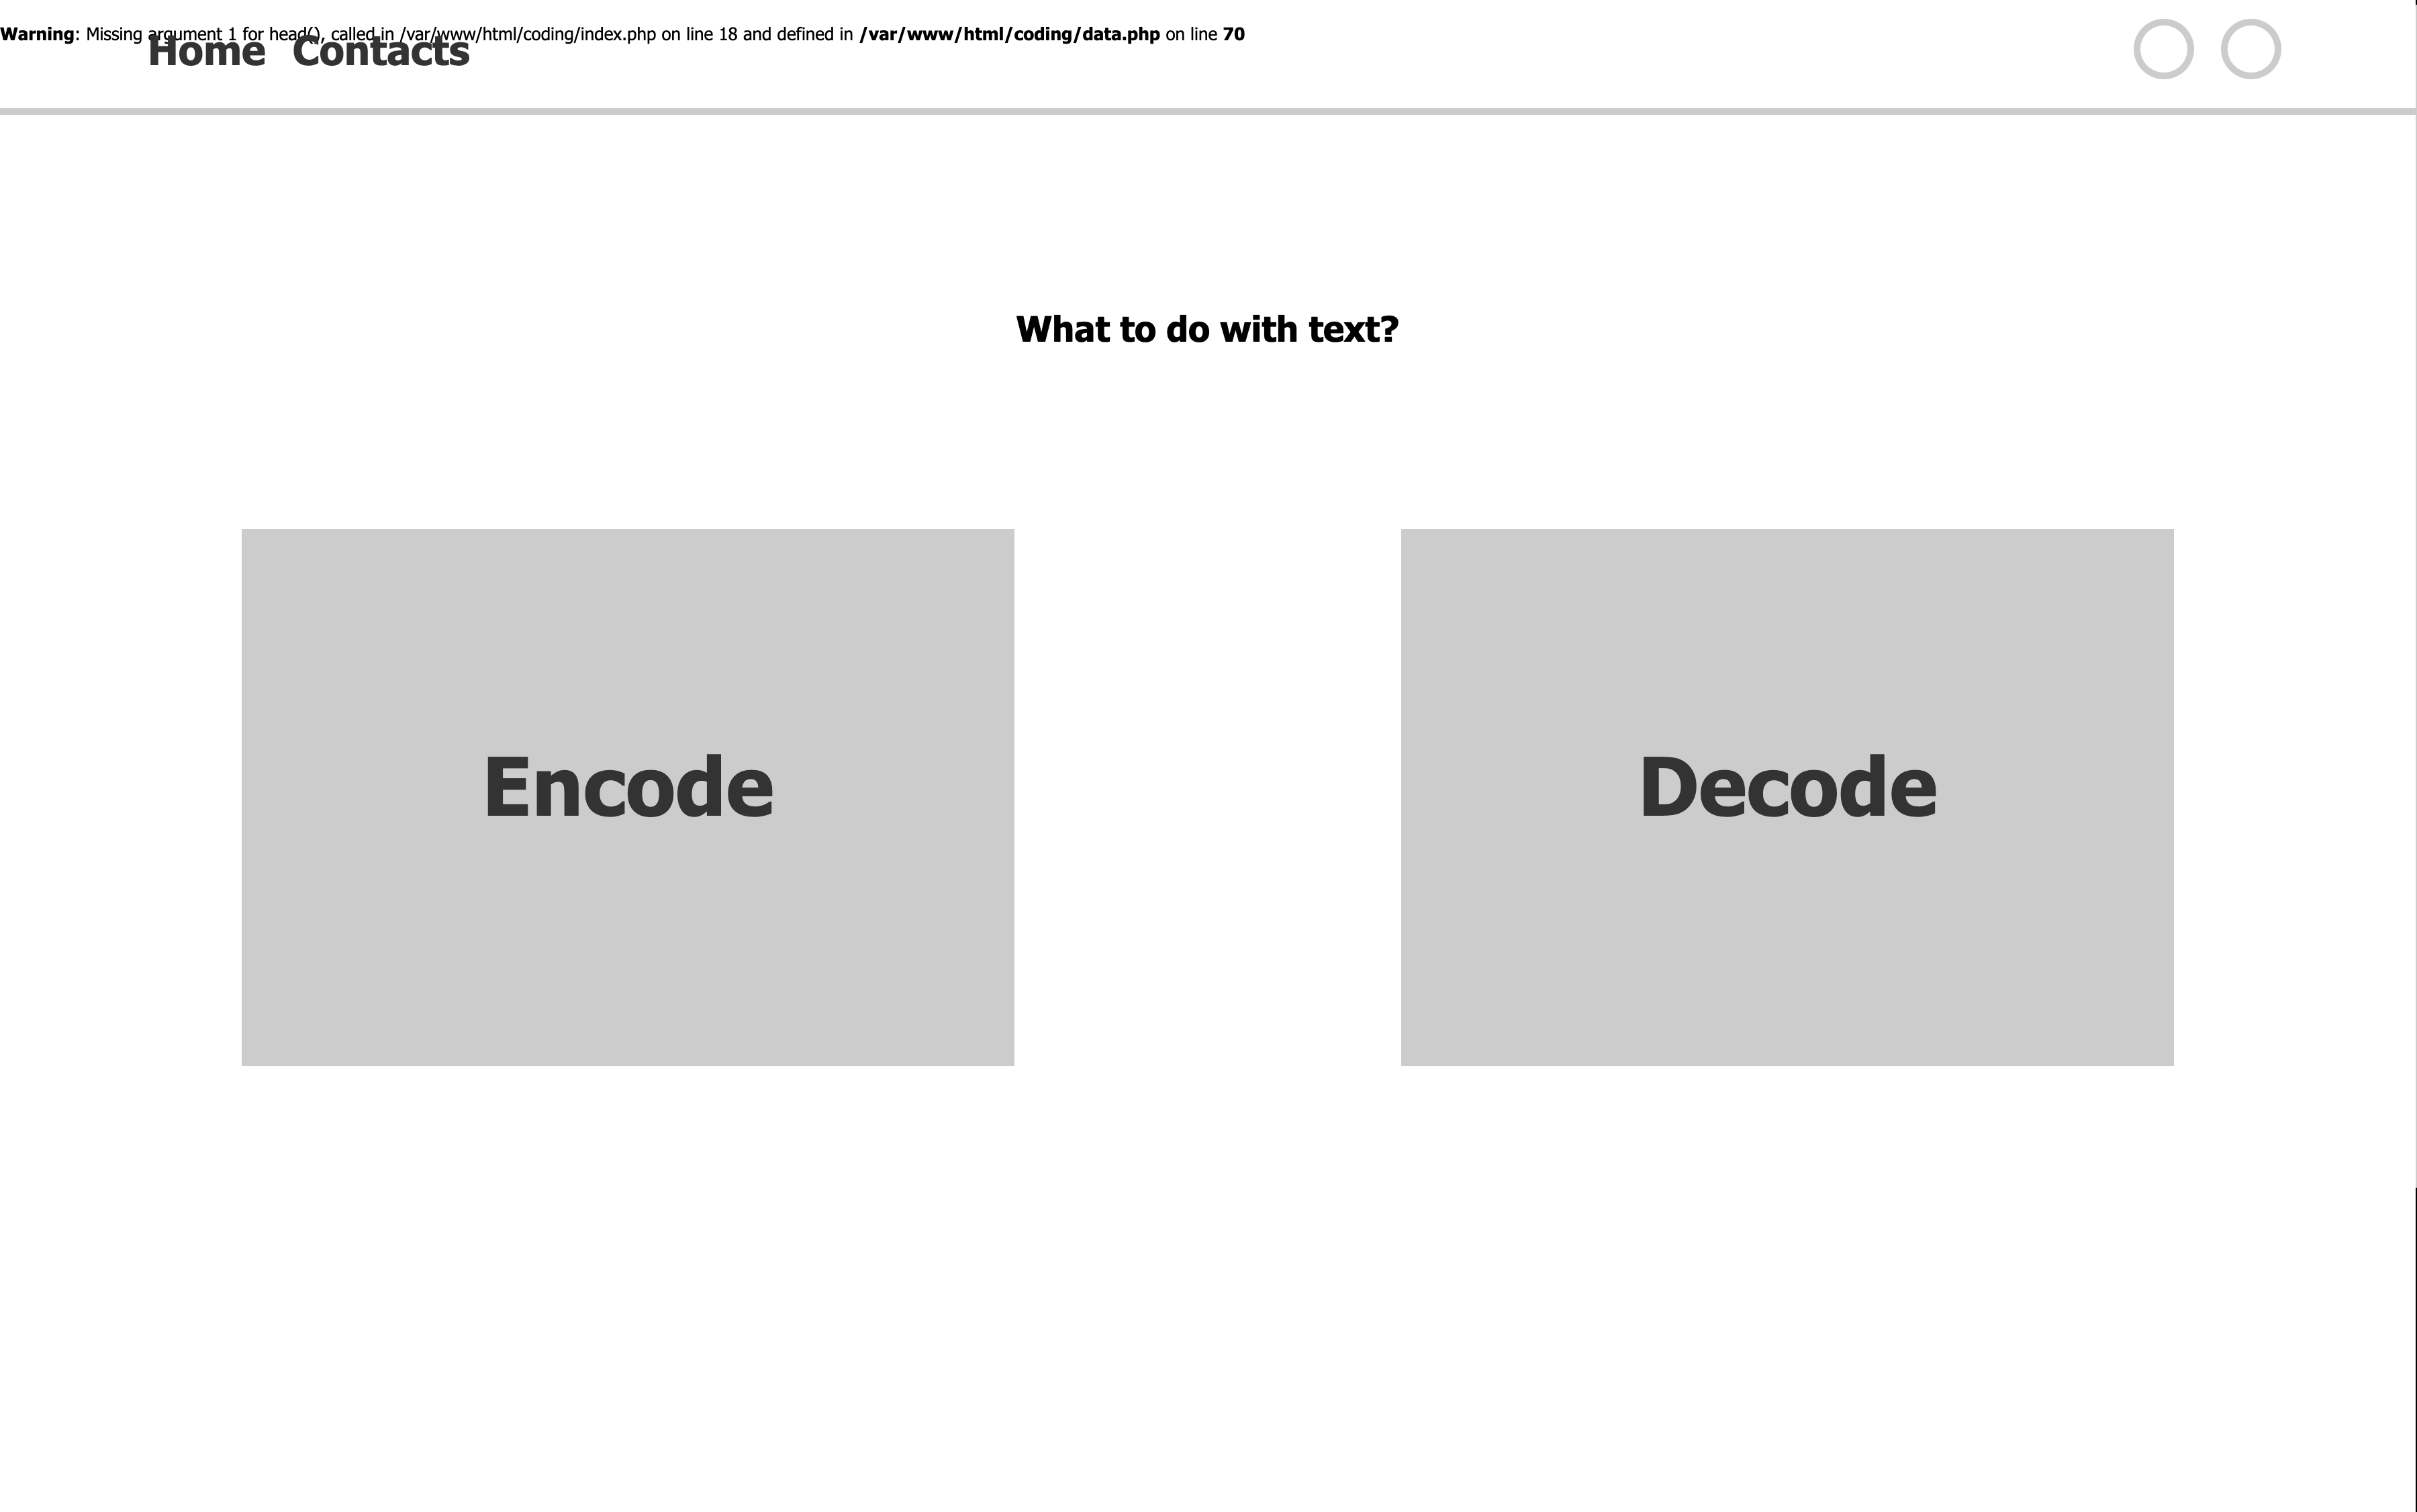 Warning: Missing argument 1 for head(), called in /var/www/html/coding/index.php on line 18 and defined in /var/www/html/coding/data.php on line 70
Home Contacts
What to do with text?
Encode
Decode